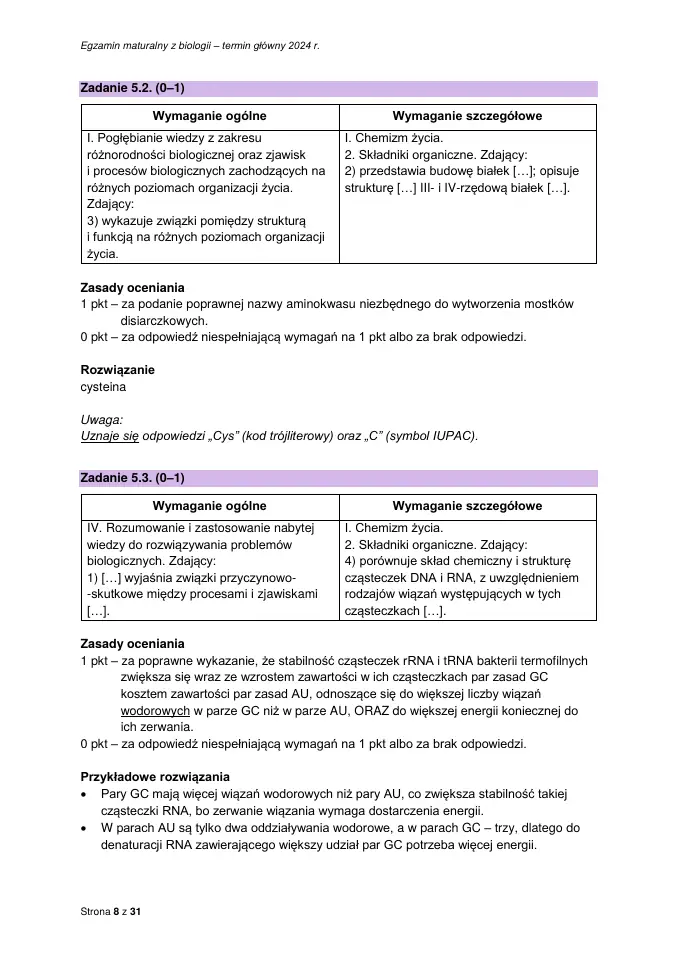 Egzamin maturalny z biologii – termin główny 2024 r.
Zadanie 5.2. (0–1)
Wymaganie ogólne
Wymaganie szczegółowe
I. Pogłębianie wiedzy z zakresu
różnorodności biologicznej oraz zjawisk
i procesów biologicznych zachodzących na
różnych poziomach organizacji życia.
Zdający:
3) wykazuje związki pomiędzy strukturą
i funkcją na różnych poziomach organizacji
życia.
I. Chemizm życia.
2. Składniki organiczne. Zdający:
2) przedstawia budowę białek […]; opisuje
strukturę […] III- i IV-rzędową białek […].
Zasady oceniania
1 pkt – za podanie poprawnej nazwy aminokwasu niezbędnego do wytworzenia mostków
disiarczkowych.
0 pkt – za odpowiedź niespełniającą wymagań na 1 pkt albo za brak odpowiedzi.
Rozwiązanie
cysteina
Uwaga:
Uznaje się odpowiedzi „Cys” (kod trójliterowy) oraz „C” (symbol IUPAC).
Zadanie 5.3. (0–1)
Wymaganie ogólne
Wymaganie szczegółowe
IV. Rozumowanie i zastosowanie nabytej
wiedzy do rozwiązywania problemów
biologicznych. Zdający:
1) […] wyjaśnia związki przyczynowo-
-skutkowe między procesami i zjawiskami
[…].
I. Chemizm życia.
2. Składniki organiczne. Zdający:
4) porównuje skład chemiczny i strukturę
cząsteczek DNA i RNA, z uwzględnieniem
rodzajów wiązań występujących w tych
cząsteczkach […].
Zasady oceniania
1 pkt – za poprawne wykazanie, że stabilność cząsteczek rRNA i tRNA bakterii termofilnych
zwiększa się wraz ze wzrostem zawartości w ich cząsteczkach par zasad GC
kosztem zawartości par zasad AU, odnoszące się do większej liczby wiązań
wodorowych w parze GC niż w parze AU, ORAZ do większej energii koniecznej do
ich zerwania.
0 pkt – za odpowiedź niespełniającą wymagań na 1 pkt albo za brak odpowiedzi.
Przykładowe rozwiązania
• Pary GC mają więcej wiązań wodorowych niż pary AU, co zwiększa stabilność takiej
cząsteczki RNA, bo zerwanie wiązania wymaga dostarczenia energii.
• W parach AU są tylko dwa oddziaływania wodorowe, a w parach GC – trzy, dlatego do
denaturacji RNA zawierającego większy udział par GC potrzeba więcej energii.
Strona 8 z 31